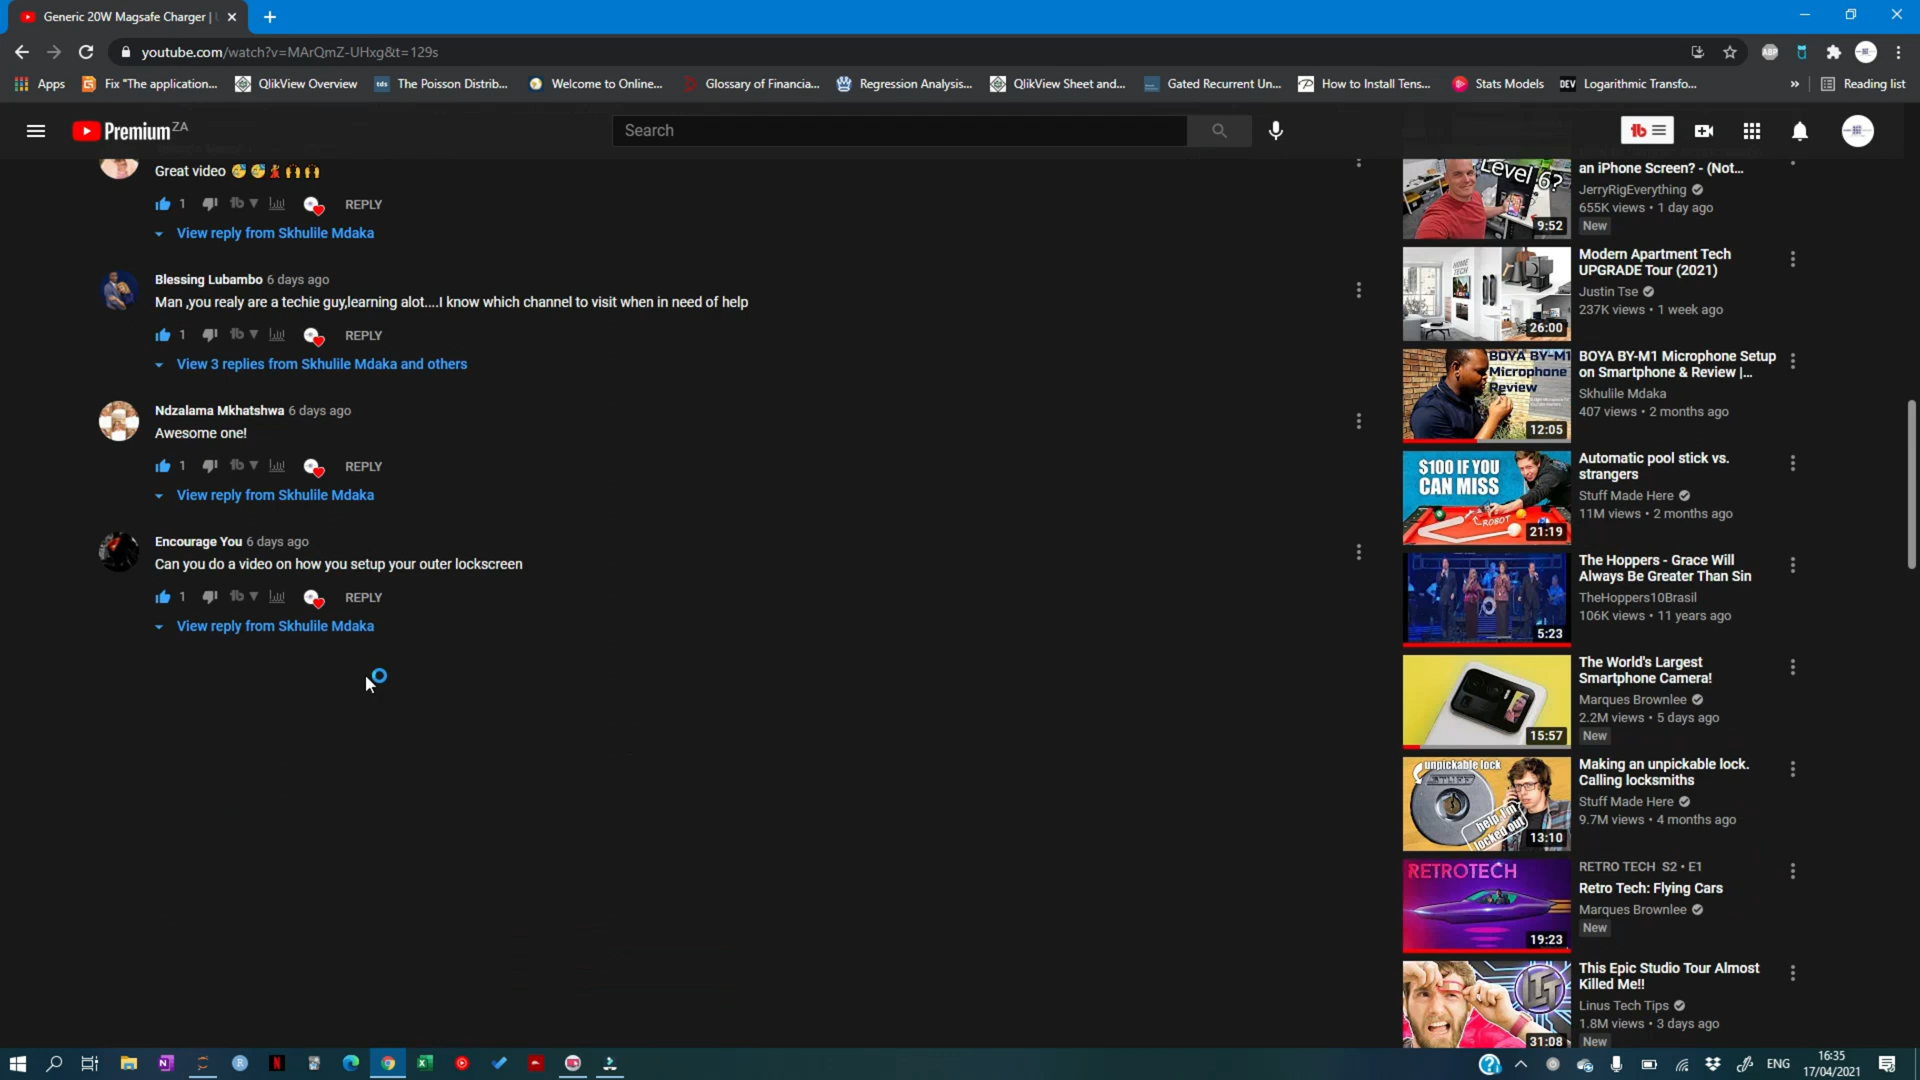 Generic 20W Magsafe Charger |
youtube.com/watch?v=MArQmZ-UHxg&t=129s
Apps
Fix "The application...
QlikView Overview
tds
The Poisson Distrib...
Welcome to Online...
Glossary of Financia...
Regression Analysis...
QlikView Sheet and...
Gated Recurrent Un...
How to Install Tens...
Stats Models
DEV
Logarithmic Transfo...
»
Reading list
Premium ZA
Search
Great video
1
REPLY
View reply from Skhulile Mdaka
Blessing Lubambo 6 days ago
Man ,you realy are a techie guy,learning alot....I know which channel to visit when in need of help
1
REPLY
View 3 replies from Skhulile Mdaka and others
Ndzalama Mkhatshwa 6 days ago
Awesome one!
1
REPLY
View reply from Skhulile Mdaka
Encourage You 6 days ago
Can you do a video on how you setup your outer lockscreen
1
REPLY
View reply from Skhulile Mdaka
Level 6?
9:52
an iPhone Screen? - (Not...
JerryRigEverything
655K views • 1 day ago
New
HOME
TECH
26:00
Modern Apartment Tech
UPGRADE Tour (2021)
Justin Tse
237K views • 1 week ago
BOYA BY-M1
Microphone
Review
12:05
BOYA BY-M1 Microphone Setup
on Smartphone & Review |...
Skhulile Mdaka
407 views • 2 months ago
$100 IF YOU
CAN MISS
ROBOT
21:19
Automatic pool stick vs.
strangers
Stuff Made Here
11M views • 2 months ago
5:23
The Hoppers - Grace Will
Always Be Greater Than Sin
TheHoppers10Brasil
106K views • 11 years ago
15:57
The World's Largest
Smartphone Camera!
Marques Brownlee
2.2M views • 5 days ago
New
unpickable lock
help I'm
locked out
13:10
Making an unpickable lock.
Calling locksmiths
Stuff Made Here
9.7M views • 4 months ago
RETROTECH
19:23
RETRO TECH S2 • E1
Retro Tech: Flying Cars
Marques Brownlee
New
31:08
This Epic Studio Tour Almost
Killed Me!!
Linus Tech Tips
1.8M views • 3 days ago
New
ENG
16:35
17/04/2021